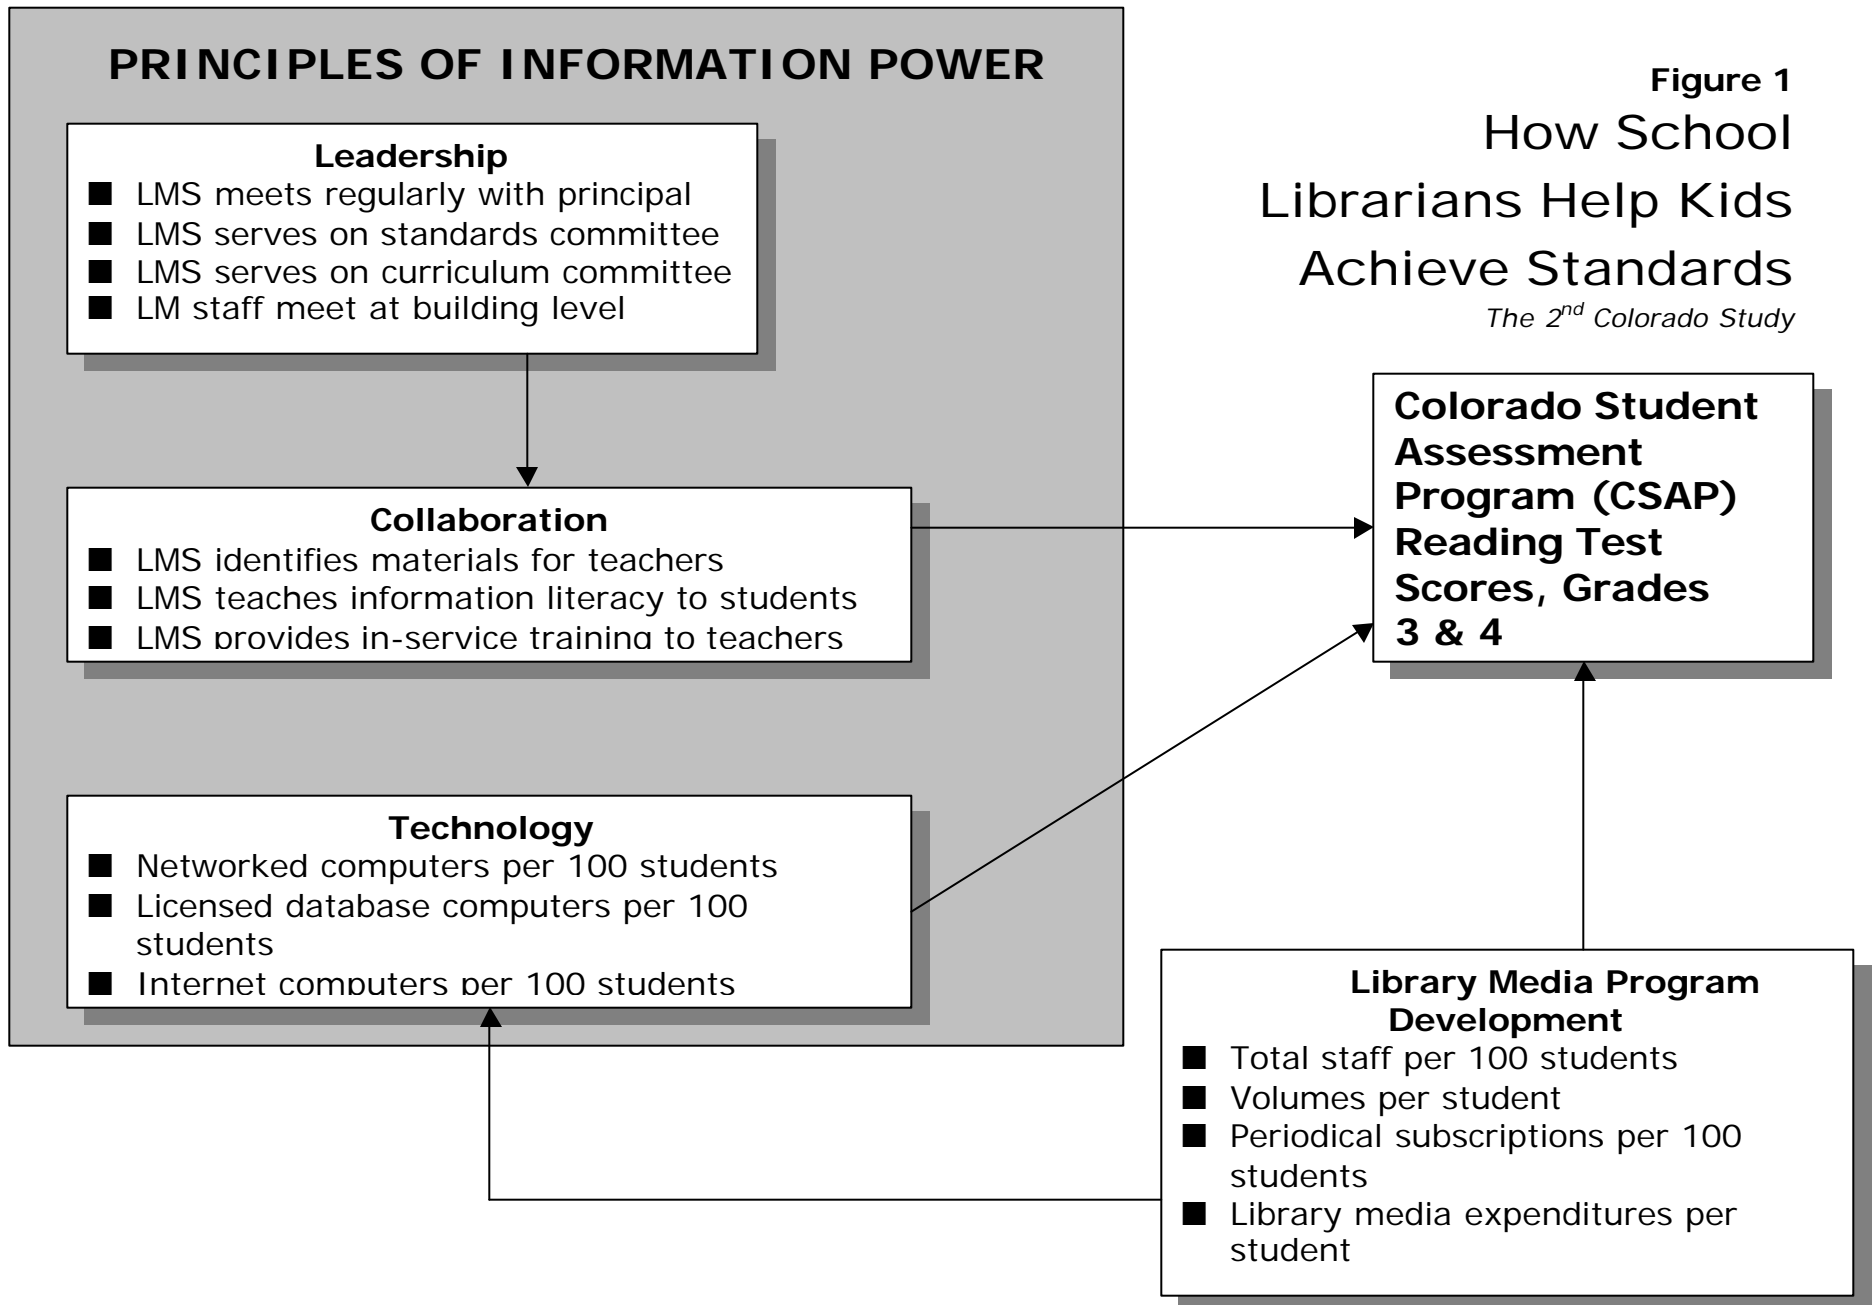 PRINCIPLES OF INFORMATION POWER
Leadership
■ LMS meets regularly with principal
■ LMS serves on standards committee
■ LMS serves on curriculum committee
■ LM staff meet at building level
Collaboration
■ LMS identifies materials for teachers
■ LMS teaches information literacy to students
■ LMS provides in-service training to teachers
Technology
■ Networked computers per 100 students
■ Licensed database computers per 100
students
■ Internet computers per 100 students
Figure 1
How School
Librarians Help Kids
Achieve Standards
The 2nd Colorado Study
Colorado Student
Assessment
Program (CSAP)
Reading Test
Scores, Grades
3 & 4
Library Media Program
Development
■ Total staff per 100 students
■ Volumes per student
■ Periodical subscriptions per 100
students
■ Library media expenditures per
student